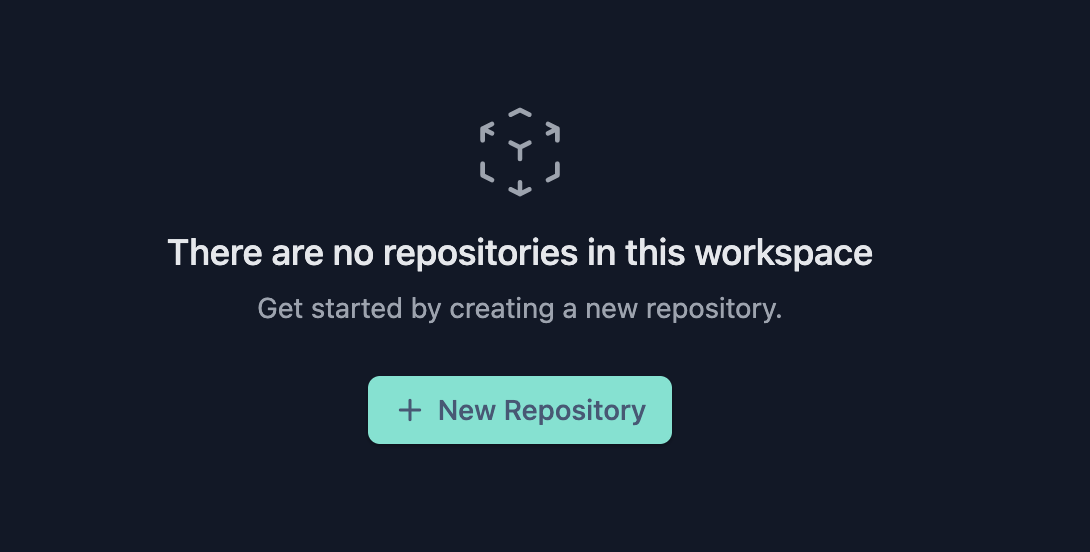 There are no repositories in this workspace
Get started by creating a new repository.
+ New Repository